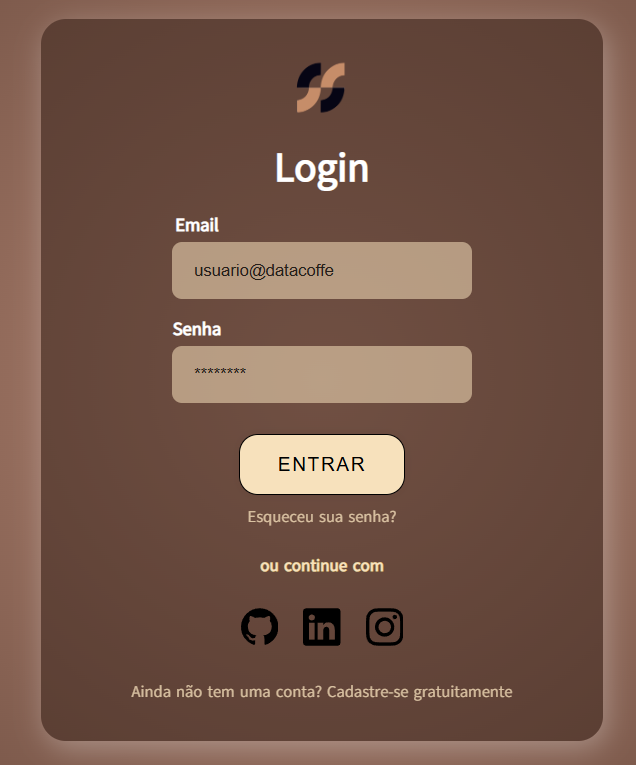 Login
Email
usuario@datacoffe
Senha
********
ENTRAR
Esqueceu sua senha?
ou continue com
in
Ainda não tem uma conta? Cadastre-se gratuitamente